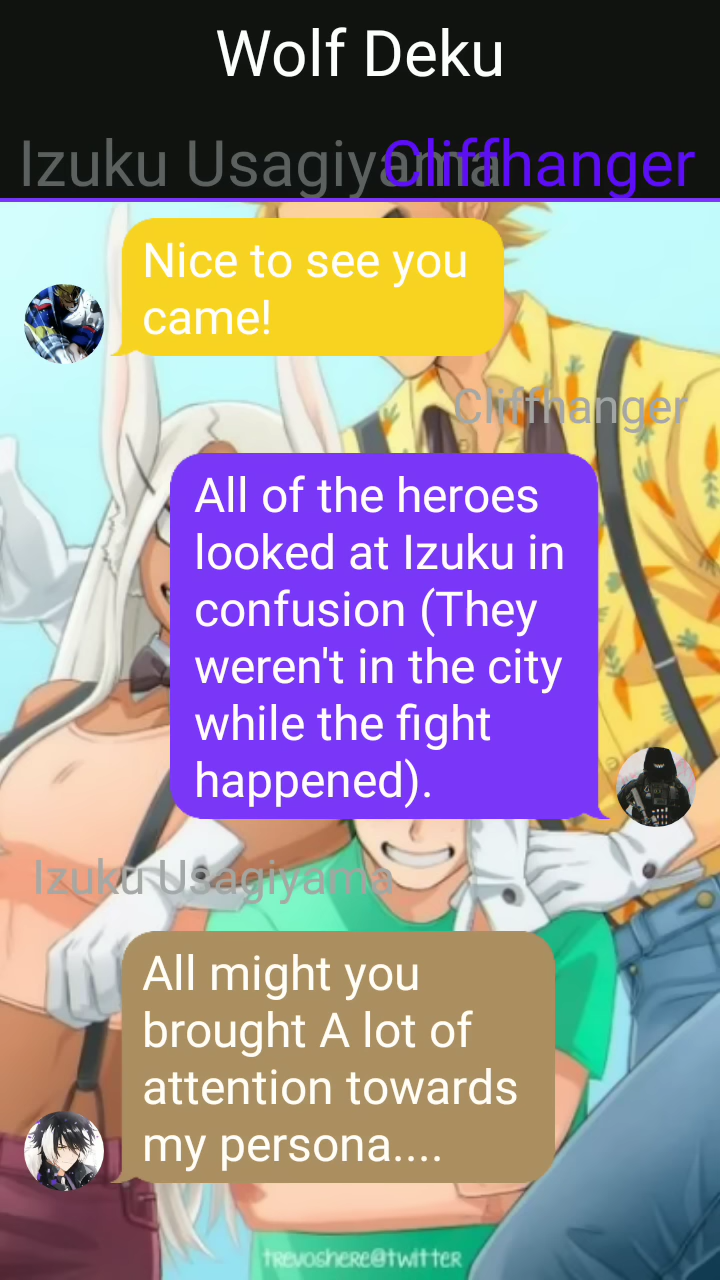 Wolf Deku
Izuku Usagiyama Cliffhanger
Nice to see you
came!
Cliffhanger
All of the heroes
looked at Izuku in
confusion (They
weren't in the city
while the fight
happened).
Izuku Usagiyama
All might you
brought A lot of
attention towards
my persona....
trevoshere@twitter